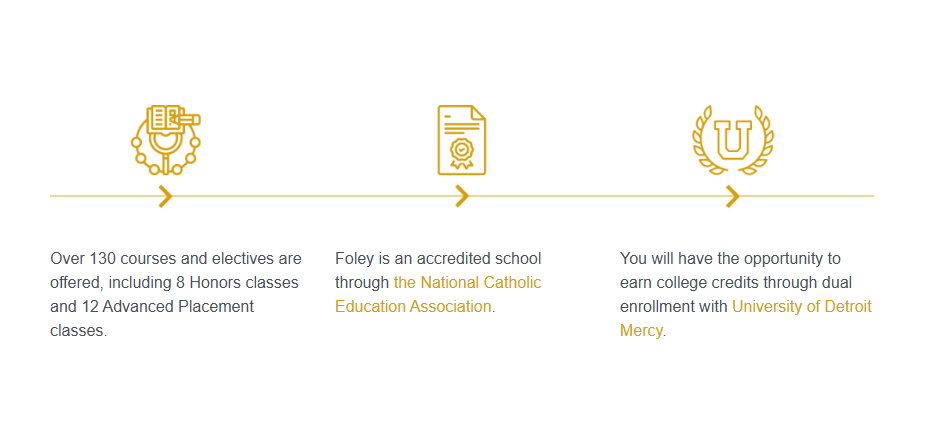 U
Over 130 courses and electives are
offered, including 8 Honors classes
and 12 Advanced Placement
classes.
Foley is an accredited school
through the National Catholic
Education Association.
You will have the opportunity to
earn college credits through dual
enrollment with University of Detroit
Mercy.